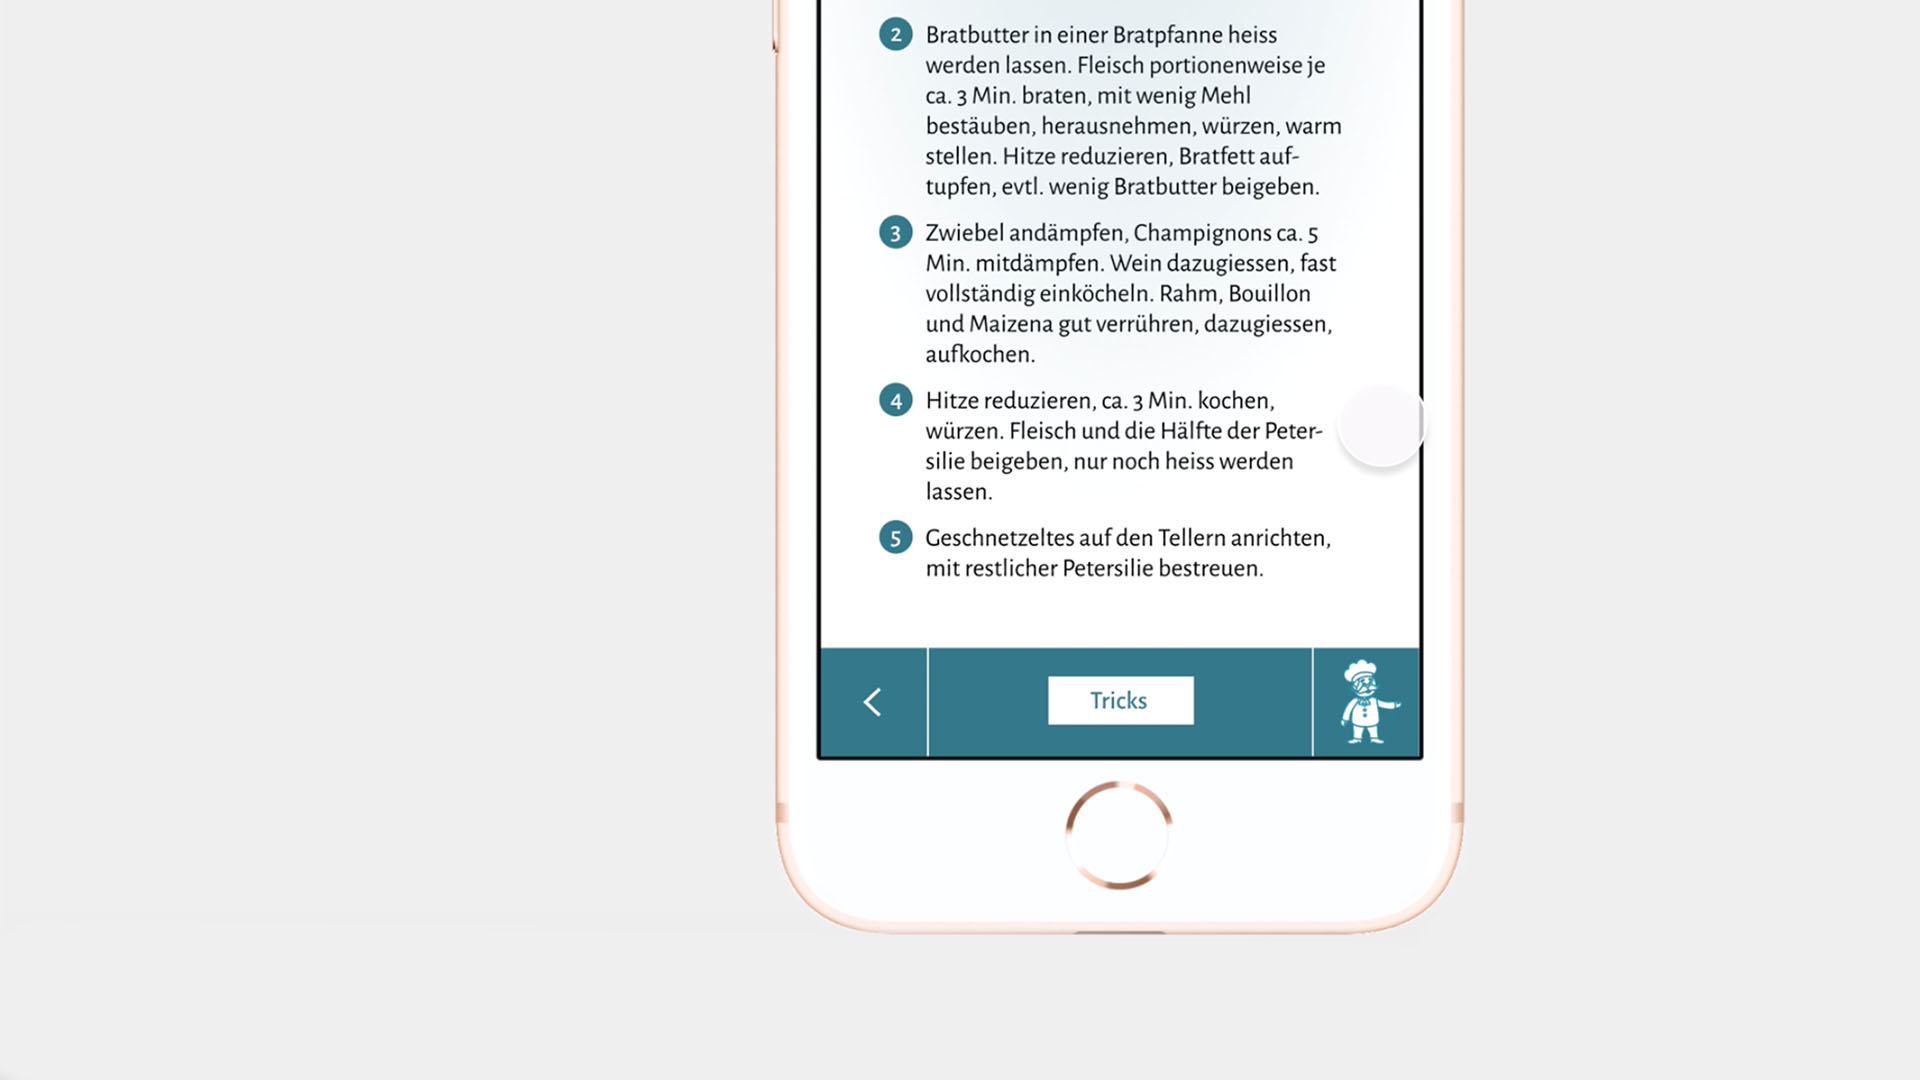 2 Bratbutter in einer Bratpfanne heiss
werden lassen. Fleisch portionenweise je
ca. 3 Min. braten, mit wenig Mehl
bestäuben, herausnehmen, würzen, warm
stellen. Hitze reduzieren, Bratfett auf-
tupfen, evtl. wenig Bratbutter beigeben.
3 Zwiebel andämpfen, Champignons ca. 5
Min. mitdämpfen. Wein dazugiessen, fast
vollständig einköcheln. Rahm, Bouillon
und Maizena gut verrühren, dazugiessen,
aufkochen.
4 Hitze reduzieren, ca. 3 Min. kochen,
würzen. Fleisch und die Hälfte der Peter-
silie beigeben, nur noch heiss werden
lassen.
5 Geschnetzeltes auf den Tellern anrichten,
mit restlicher Petersilie bestreuen.
Tricks